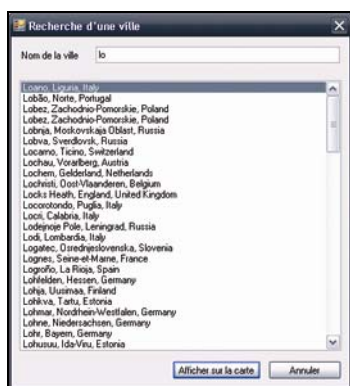 Recherche d'une ville
Nom de la ville lo
Loano, Liguria, Italy
Lobão, Norte, Portugal
Lobez, Zachodnio-Pomorskie, Poland
Lobez, Zachodnio-Pomorskie, Poland
Lobnja, Moskovskaja Oblast, Russia
Lobva, Sverdlovsk, Russia
Locarno, Ticino, Switzerland
Lochau, Vorarlberg, Austria
Lochem, Gelderland, Netherlands
Lochristi, Oost-Vlaanderen, Belgium
Locks Heath, England, United Kingdom
Locorotondo, Puglia, Italy
Locri, Calabria, Italy
Lodejnoje Pole, Leningrad, Russia
Lodi, Lombardia, Italy
Logatec, Osrednjeslovenska, Slovenia
Lognes, Seine-et-Marne, France
Logroño, La Rioja, Spain
Lohfelden, Hessen, Germany
Lohja, Uusimaa, Finland
Lohkva, Tartu, Estonia
Lohmar, Nordrhein-Westfalen, Germany
Lohne, Niedersachsen, Germany
Lohr, Bayern, Germany
Lohusuu, Ida-Viru, Estonia
Afficher sur la carte Annuler